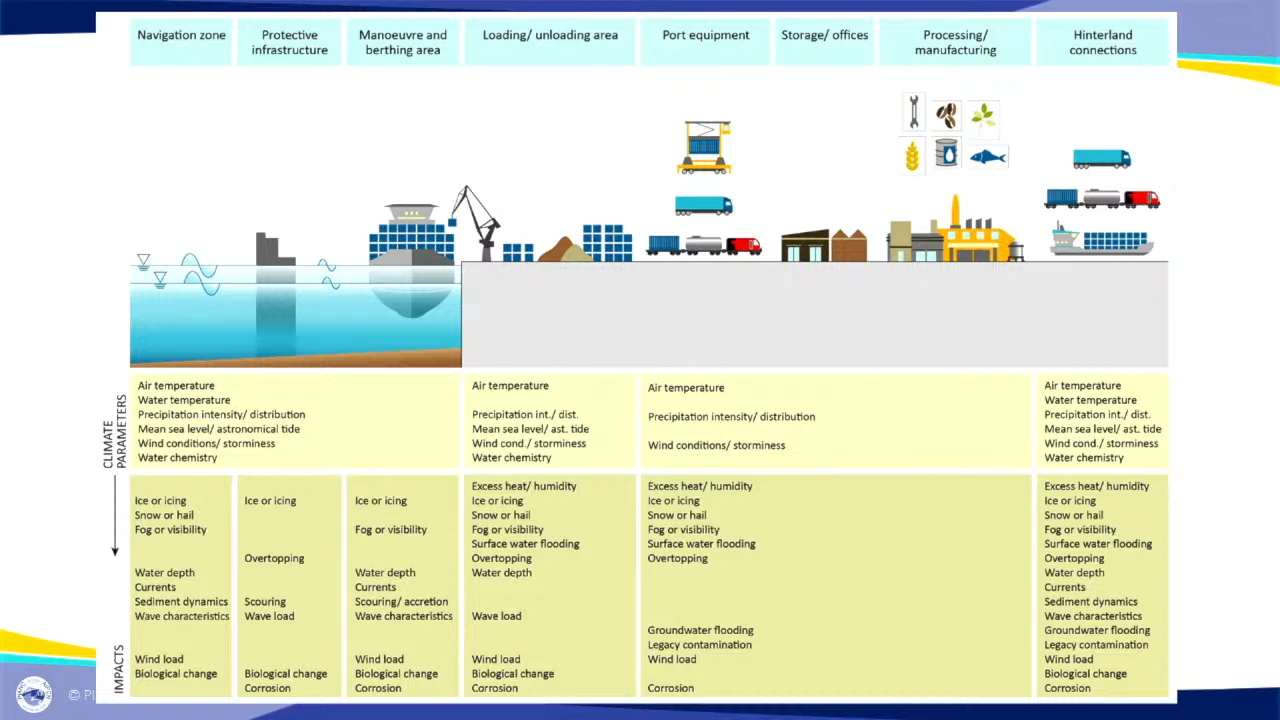 Navigation zone
Protective
infrastructure
Manoeuvre and
berthing area
Loading/ unloading area
Port equipment
Storage/ offices
Processing/
manufacturing
Hinterland
connections
CLIMATE
PARAMETERS
Air temperature
Water temperature
Precipitation intensity/ distribution
Mean sea level/ astronomical tide
Wind conditions/ storminess
Water chemistry
Air temperature
Precipitation int./ dist.
Mean sea level/ ast. tide
Wind cond./ storminess
Water chemistry
Air temperature
Precipitation intensity/ distribution
Wind conditions/ storminess
Air temperature
Water temperature
Precipitation int./ dist.
Mean sea level/ ast. tide
Wind cond./ storminess
Water chemistry
IMPACTS
Ice or icing
Snow or hail
Fog or visibility
Water depth
Currents
Sediment dynamics
Wave characteristics
Wind load
Biological change
Ice or icing
Overtopping
Scouring
Wave load
Biological change
Corrosion
Ice or icing
Fog or visibility
Water depth
Currents
Scouring/ accretion
Wave characteristics
Wind load
Biological change
Corrosion
Excess heat/ humidity
Ice or icing
Snow or hail
Fog or visibility
Surface water flooding
Overtopping
Water depth
Wave load
Wind load
Biological change
Corrosion
Excess heat/ humidity
Ice or icing
Snow or hail
Fog or visibility
Surface water flooding
Overtopping
Groundwater flooding
Legacy contamination
Wind load
Corrosion
Excess heat/ humidity
Ice or icing
Snow or hail
Fog or visibility
Surface water flooding
Overtopping
Water depth
Currents
Sediment dynamics
Wave characteristics
Groundwater flooding
Legacy contamination
Wind load
Biological change
Corrosion